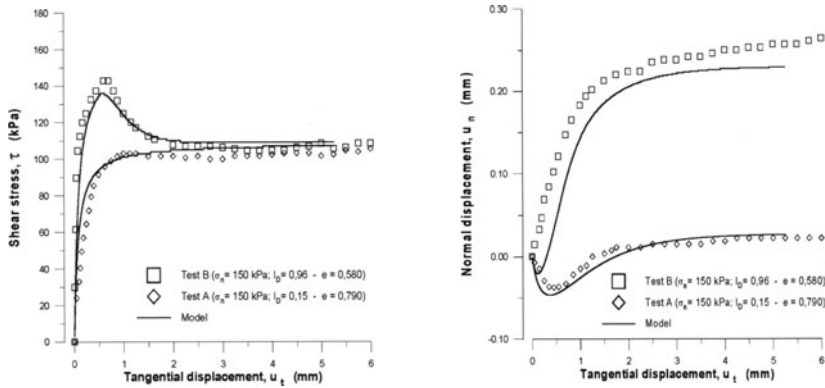 180
160
140
120
100
80
60
40
20
0
Shear stress, τ (kPa)
Test B (σn= 150 kPa; ID= 0,96 - e = 0,580)
Test A (σn= 150 kPa; ID= 0,15 - e = 0,790)
Model
0 1 2 3 4 5 6
Tangential displacement, ut (mm)
0.30
0.20
0.10
0.00
-0.10
Normal displacement, un (mm)
Test B (σn= 150 kPa; ID= 0,96 - e = 0,580)
Test A (σn= 150 kPa; ID= 0,15 - e = 0,790)
Model
0 1 2 3 4 5 6
Tangential displacement, ut (mm)